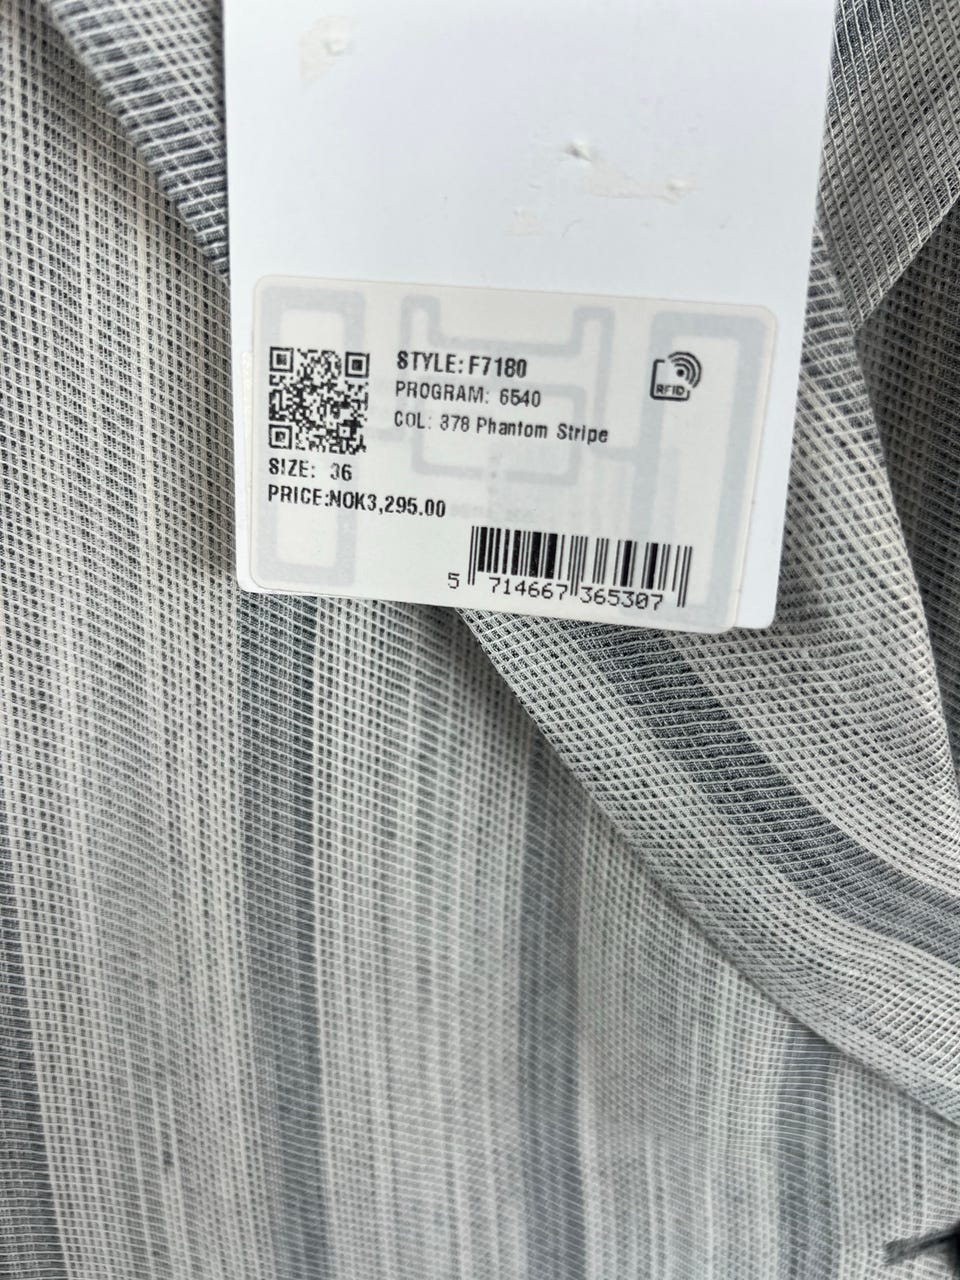 STYLE: F7180
PROGRAM: 6540
COL: 378 Phantom Stripe
RFID
SIZE: 36
PRICE:NOK3,295.00
5 714667 365307